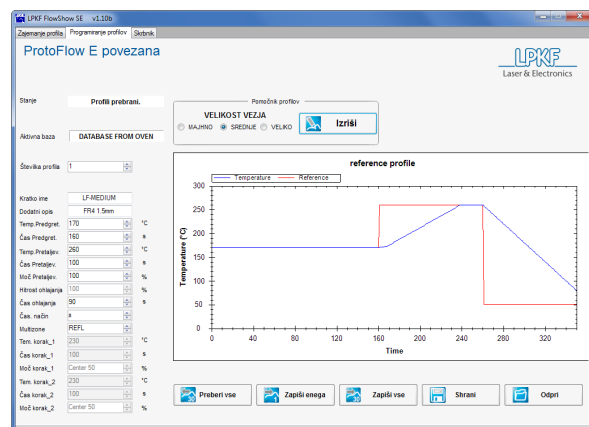 LPKF FlowShow SE v1.10b
Zajemanje profila Programiranje profilov Skrbnik
ProtoFlow E povezana
LPKF
Laser & Electronics
Stanje Profili prebrani.
Aktivna baza DATABASE FROM OVEN
Številka profila 1
Pomočnik profilov
VELIKOST VEZJA
MAJHNO SREDNJE VELIKO
Izriši
Kratko ime LF-MEDIUM
Dodatni opis FR4 1.5mm
Temp.Predgret. 170 °C
Čas Predgret. 160 s
Temp.Pretaljev. 260 °C
Čas Pretaljev. 100 s
Moč Pretaljev. 100 %
Hitrost ohlajanja 100 %
Čas ohlajanja 90 s
Čas. način s
Multizone REFL
Tem. korak_1 230 °C
Čas korak_1 100 s
Moč korak_1 Center 50 %
Tem. korak_2 230 °C
Čas korak_2 100 s
Moč korak_2 Center 50 %
reference profile
Temperature Reference
Temperature (°C)
300
250
200
150
100
50
0
0 40 80 120 160 200 240 280 320
Time
Preberi vse
Zapiši enega
Zapiši vse
Shrani
Odpri